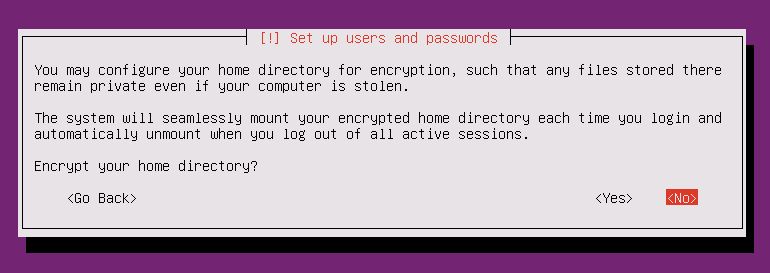 [!] Set up users and passwords
You may configure your home directory for encryption, such that any files stored there
remain private even if your computer is stolen.
The system will seamlessly mount your encrypted home directory each time you login and
automatically unmount when you log out of all active sessions.
Encrypt your home directory?
<Go Back> <Yes> <No>